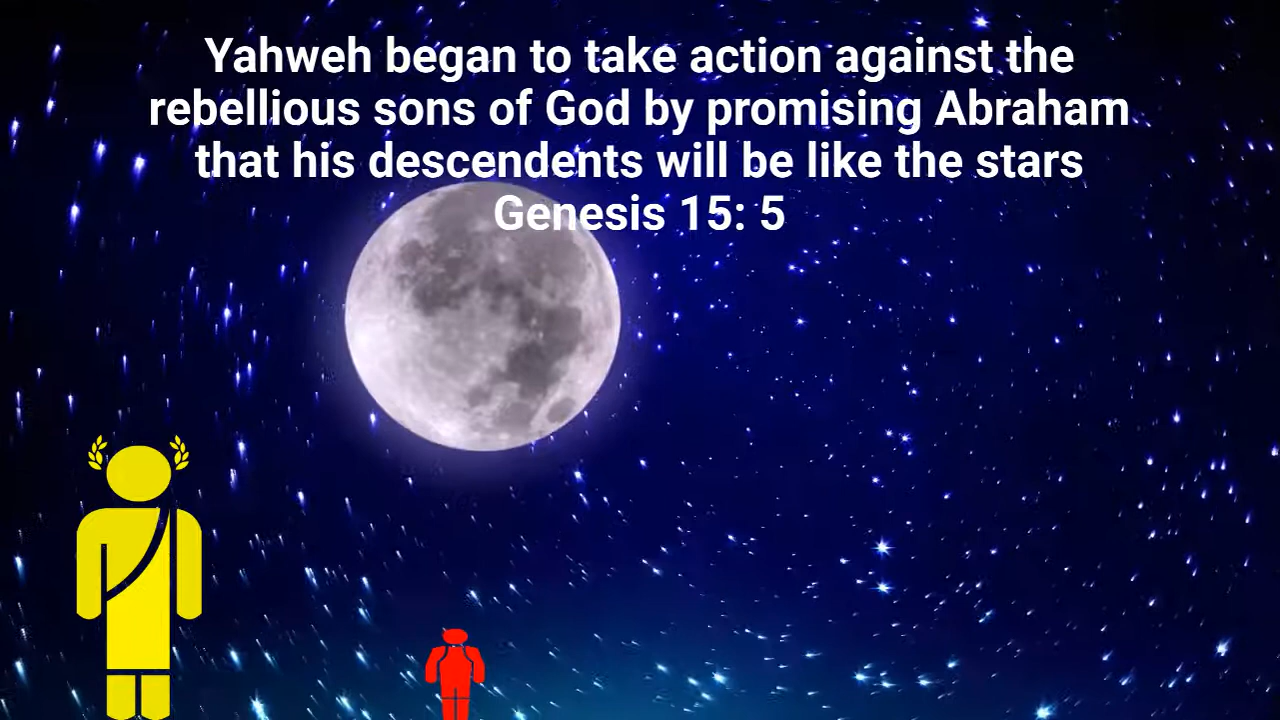 Yahweh began to take action against the
rebellious sons of God by promising Abraham
that his descendents will be like the stars
Genesis 15: 5